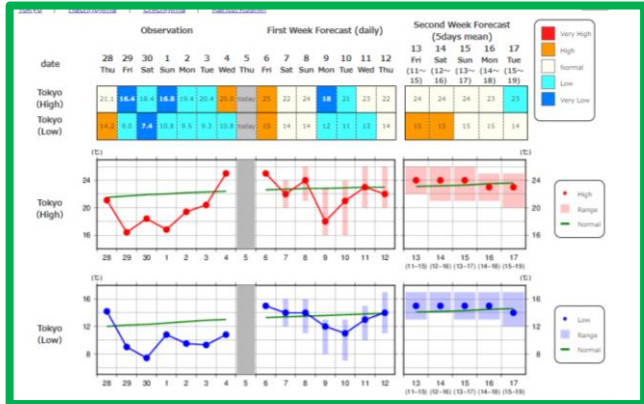 Observation First Week Forecast (daily) Second Week Forecast
(5days mean)
date 28 29 30 1 2 3 4 5 6 7 8 9 10 11 12 13 14 15 16 17
Thu Fri Sat Sun Mon Tue Wed Thu Fri Sat Sun Mon Tue Wed Thu Fri Sat Sun Mon Tue
(11~ (12~ (13~ (14~ (15~
15) 16) 17) 18) 19)
Very High
High
Normal
Low
Very Low
Tokyo
(High) 21.1 16.4 18.4 16.8 19.4 20.4 25.0 today 25 22 24 18 21 23 22 24 24 24 23 23
Tokyo
(Low) 14.2 9.0 7.4 10.8 9.5 9.3 10.8 today 15 14 14 12 11 13 14 15 15 15 15 14
(℃) (℃)
Tokyo
(High)
24 24
20 20
16 16
High
Range
Normal
28 29 30 1 2 3 4 5 6 7 8 9 10 11 12 13 14 15 16 17
(11~15) (12~16) (13~17) (14~18) (15~19)
(℃) (℃)
Tokyo
(Low)
16 16
12 12
8 8
Low
Range
Normal
28 29 30 1 2 3 4 5 6 7 8 9 10 11 12 13 14 15 16 17
(11~15) (12~16) (13~17) (14~18) (15~19)